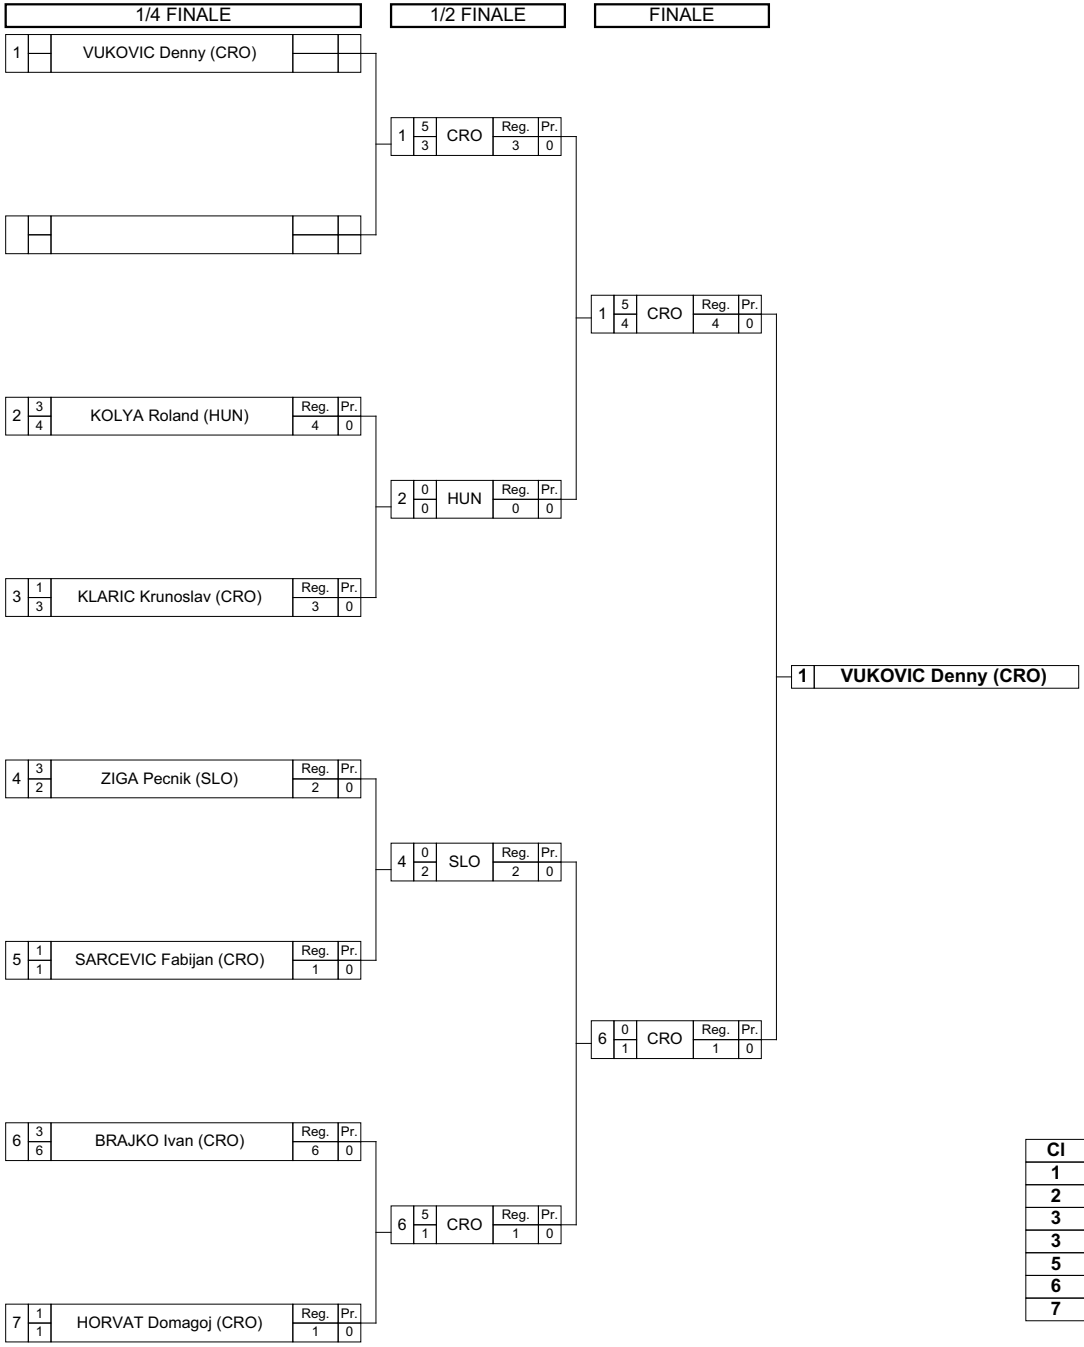 1/4 FINALE 1/2 FINALE FINALE
1 VUKOVIC Denny (CRO)
1 5 3 CRO Reg. 3 Pr. 0
1 5 4 CRO Reg. 4 Pr. 0
2 3 4 KOLYA Roland (HUN) Reg. 4 Pr. 0
2 0 0 HUN Reg. 0 Pr. 0
3 1 3 KLARIC Krunoslav (CRO) Reg. 3 Pr. 0
1 VUKOVIC Denny (CRO)
4 3 2 ZIGA Pecnik (SLO) Reg. 2 Pr. 0
4 0 2 SLO Reg. 2 Pr. 0
5 1 1 SARCEVIC Fabijan (CRO) Reg. 1 Pr. 0
6 0 1 CRO Reg. 1 Pr. 0
6 3 6 BRAJKO Ivan (CRO) Reg. 6 Pr. 0
6 5 1 CRO Reg. 1 Pr. 0
7 1 1 HORVAT Domagoj (CRO) Reg. 1 Pr. 0
Cl
1
2
3
3
5
6
7